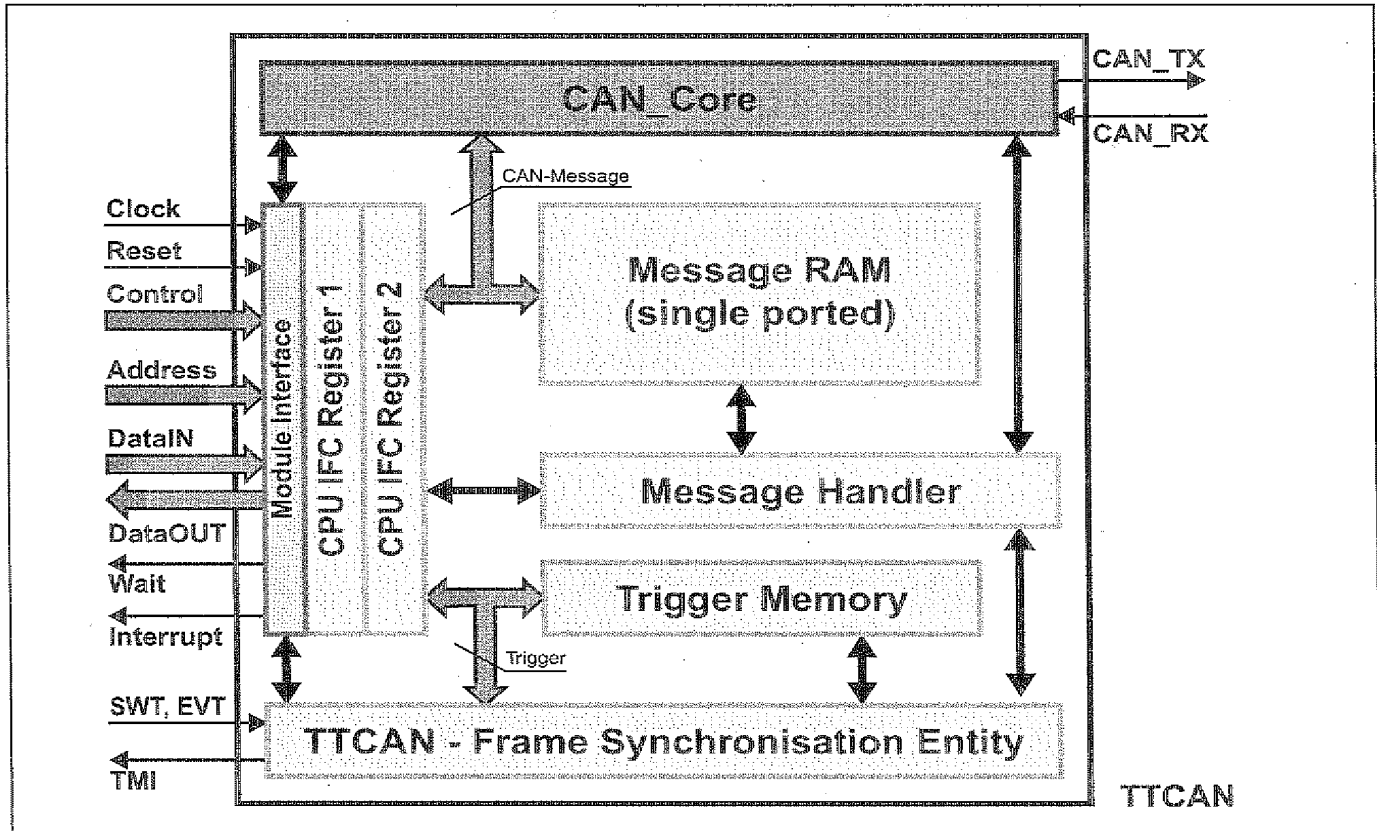 CAN_Core
CAN_TX
CAN_RX
CAN-Message
Clock
Reset
Control
Address
DataIN
DataOUT
Wait
Interrupt
SWT, EVT
TMI
Module Interface
CPU IFC Register 1
CPU IFC Register 2
Message RAM
(single ported)
Message Handler
Trigger Memory
Trigger
TTCAN - Frame Synchronisation Entity
TTCAN